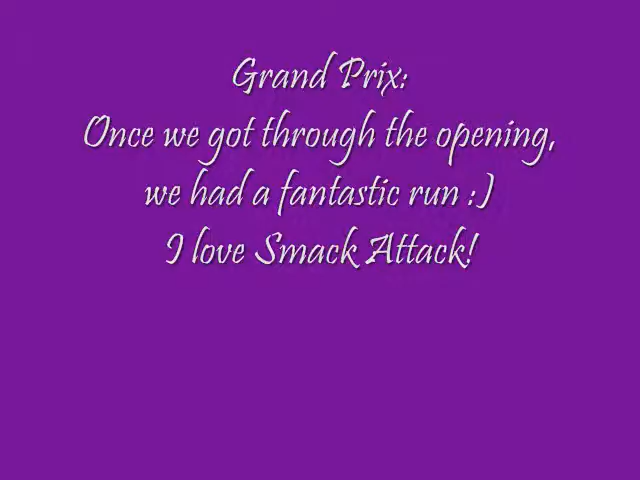 Grand Prix:
Once we got through the opening,
we had a fantastic run :)
I love Smack Attack!